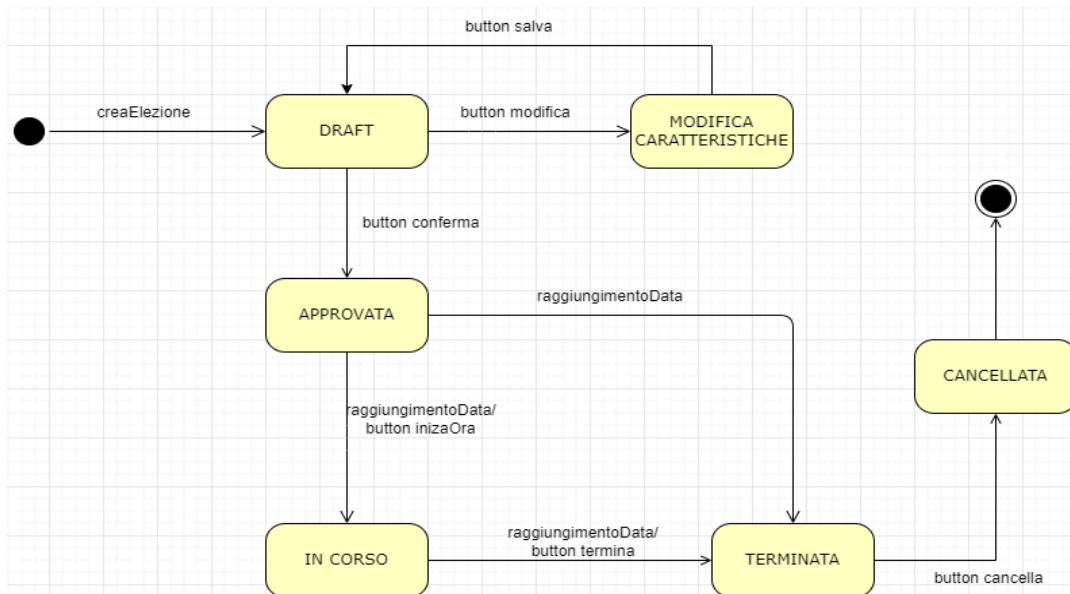 button salva
creaElezione
DRAFT
button modifica
MODIFICA
CARATTERISTICHE
button conferma
APPROVATA
raggiungimentoData
CANCELLATA
raggiungimentoData/
button inizaOra
IN CORSO
raggiungimentoData/
button termina
TERMINATA
button cancella